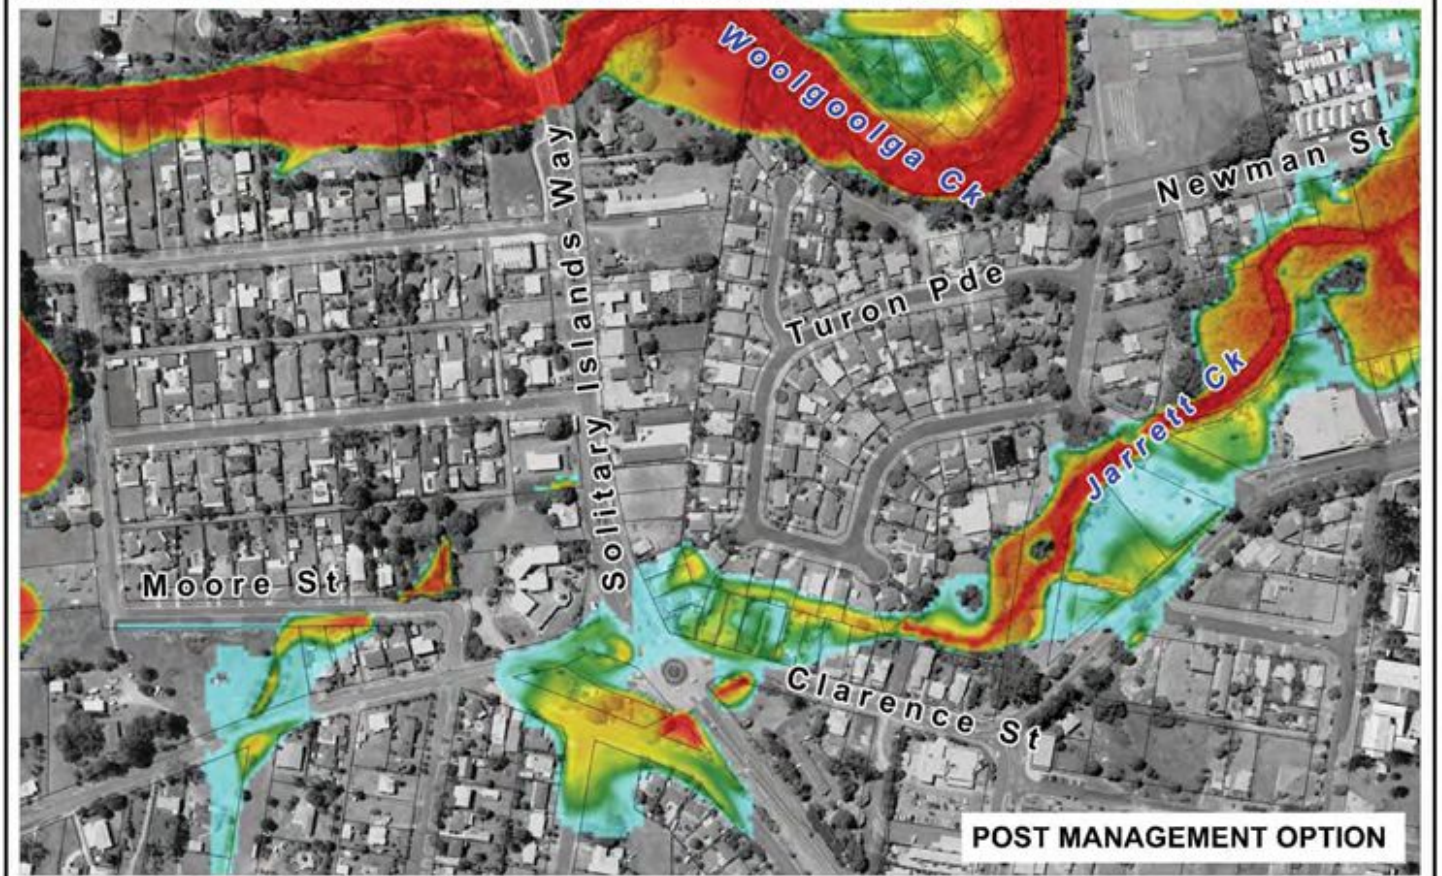 Woolgoolga Ck
Newman St
Solitary Islands Way
Turon Pde
Jarrett Ck
Moore St
Clarence St
POST MANAGEMENT OPTION